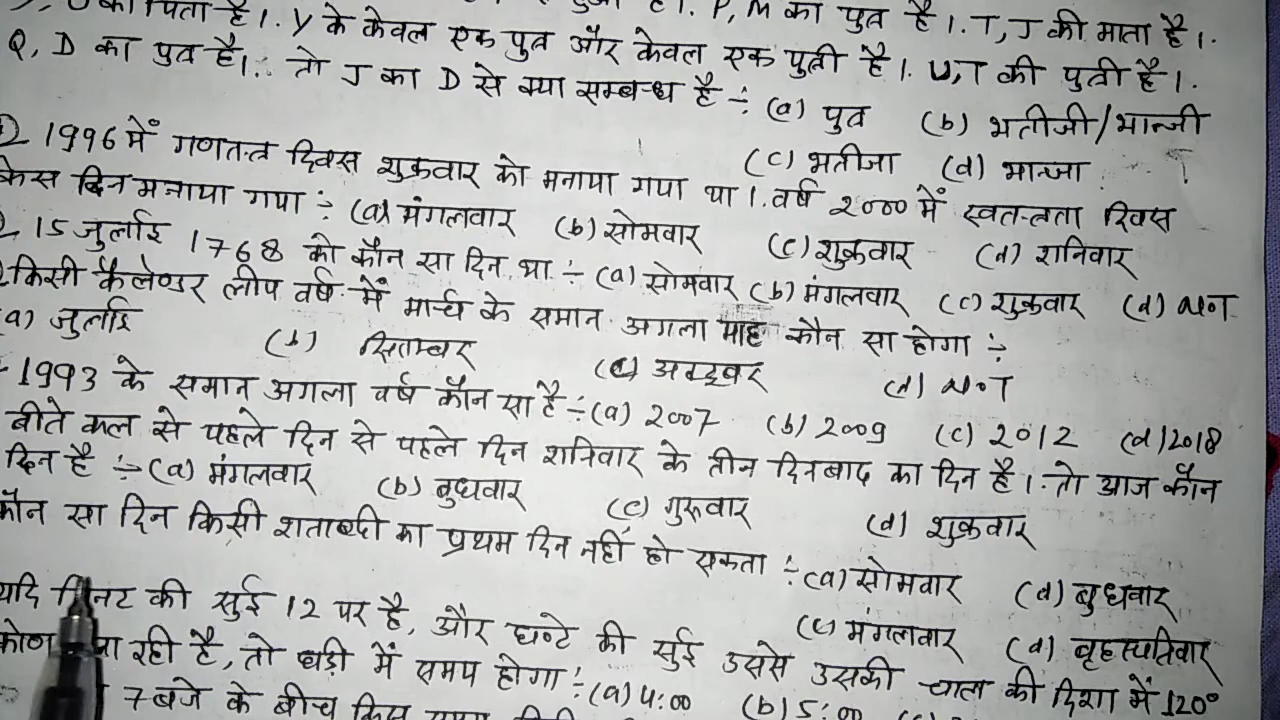 का पिता है।. Y के केवल एक पुत्र और केवल एक पुत्री है।. P, M का पुत्र है।. T, J की माता है।.
Q, D का पुत्र है।. तो J का D से क्या सम्बन्ध है ÷ (a) पुत्र (b) भतीजी/भान्जी
U, T की पुत्री है।.
(c) भतीजा (d) भान्जा
1996 में गणतन्त्र दिवस शुक्रवार को मनाया गया था।. वर्ष 2000 में स्वतन्त्रता दिवस
किस दिन मनाया गया ÷ (a) मंगलवार (b) सोमवार (c) शुक्रवार (d) शनिवार
15 जुलाई 1768 को कौन सा दिन था ÷ (a) सोमवार (b) मंगलवार (c) शुक्रवार (d) NOT
किसी कैलेण्डर लीप वर्ष में मार्च के समान अगला माह कौन सा होगा ÷
(a) जुलाई (b) सितम्बर (c) अक्टूबर (d) NOT
1993 के समान अगला वर्ष कौन सा है ÷ (a) 2007 (b) 2009 (c) 2012 (d) 2018
बीते कल से पहले दिन से पहले दिन शनिवार के तीन दिन बाद का दिन है।. तो आज कौन
दिन है ÷ (a) मंगलवार (b) बुधवार (c) गुरूवार (d) शुक्रवार
कौन सा दिन किसी शताब्दी का प्रथम दिन नहीं हो सकता ÷ (a) सोमवार (d) बुधवार
(c) मंगलवार (d) बृहस्पतिवार
यदि मिनट की सुई 12 पर है, और घण्टे की सुई उससे उसकी चाल की दिशा में 120°
कोण रही है, तो घड़ी में समय होगा ÷ (a) 4:00 (b) 5:00
7 बजे के बीच किस